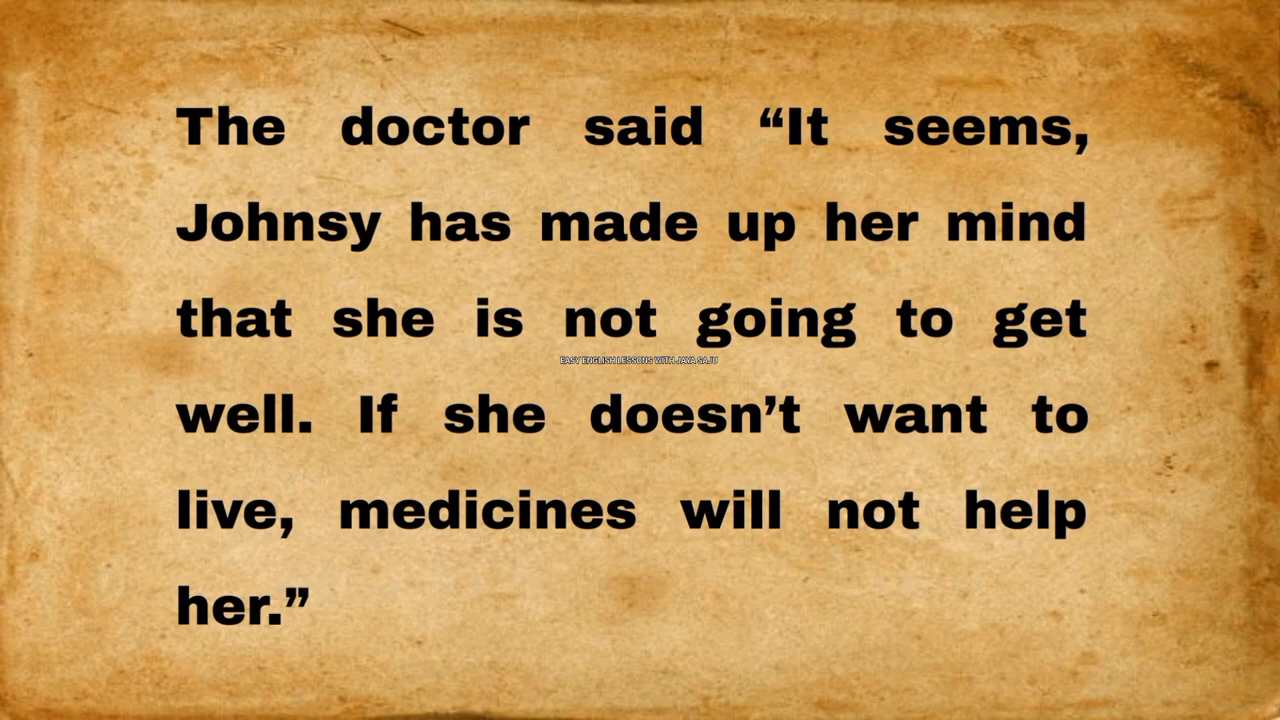 The doctor said “It seems,
Johnsy has made up her mind
that she is not going to get
EASY ENGLISH LESSONS WITH JAYA SAJU
well. If she doesn’t want to
live, medicines will not help
her.”